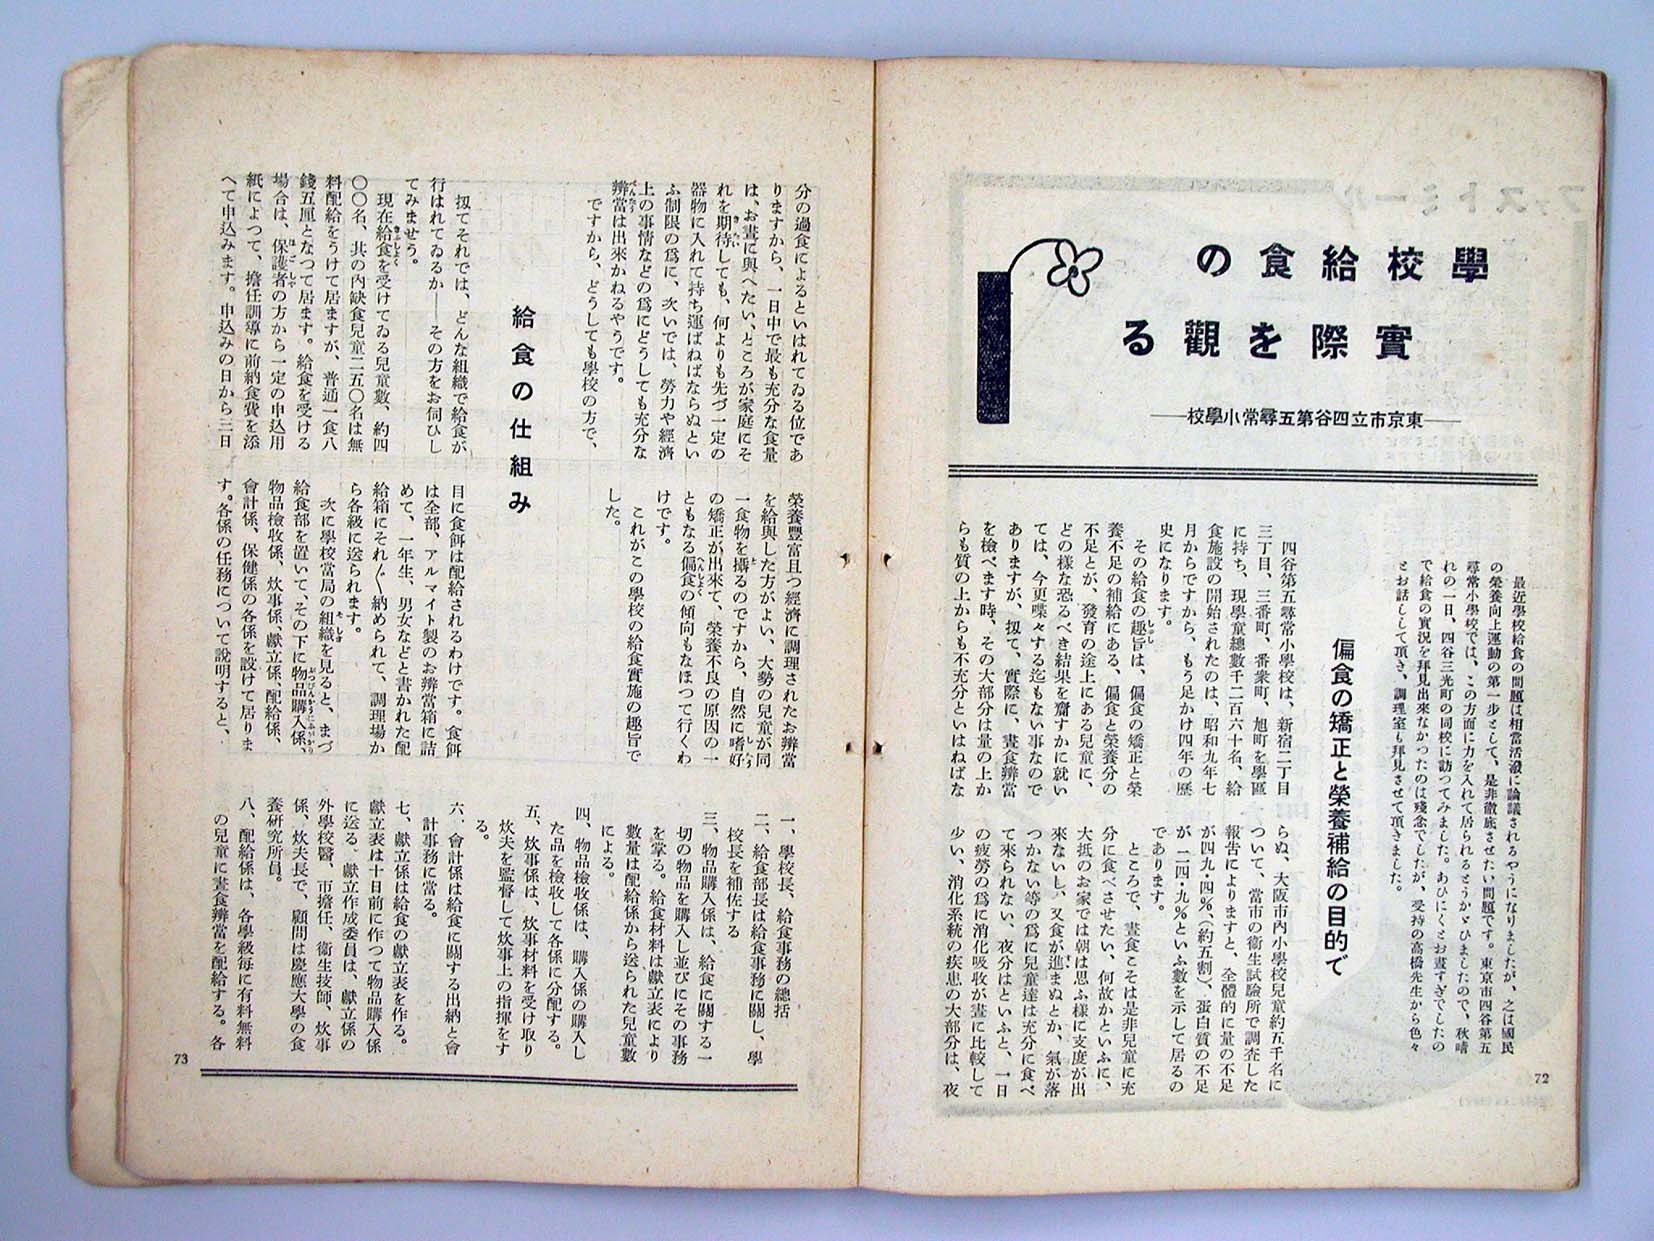 學校給食の
實際を觀る
――東京市立四谷第五尋常小學校――
最近學校給食の問題は相當活潑に論議されるやうになりましたが、之は國民
の榮養向上運動の第一步として、是非徹底させたい問題です。東京市四谷第五
尋常小學校では、この方面に力を入れて居られるとうかゞひましたので、秋晴
れの一日、四谷三光町の同校に訪つてみました。あひにくとお晝すぎでしたの
で給食の實況を拜見出來なかつたのは殘念でしたが、受持の高橋先生から色々
とお話しして頂き、調理室も拜見させて頂きました。
偏食の矯正と榮養補給の目的で
四谷第五尋常小學校は、新宿二丁目
三丁目、三番町、番衆町、旭町を學區
に持ち、現學童總數千二百六十名、給
食施設の開始されたのは、昭和九年七
月からですから、もう足かけ四年の歷
史になります。
その給食の趣旨は、偏食の矯正と榮
養不足の補給にある、偏食と榮養分の
不足とが、發育の途上にある兒童に、
どの樣な恐るべき結果を齎すかに就い
ては、今更喋々する迄もない事なので
ありますが、扨て、實際に、晝食辨當
を檢べます時、その大部分は量の上か
らも質の上からも不充分といはねばな
らぬ、大阪市內小學校兒童約五千名に
ついて、當市の衞生試驗所で調査した
報告によりますと、全體的に量の不足
が四九・四%、(約五割)、蛋白質の不足
が一二四・九%といふ數を示して居るの
であります。
ところで、晝食こそは是非兒童に充
分に食べさせたい、何故かといふに、
大抵のお家では朝は思ふ樣に支度が出
來ないし、又食が進まぬとか、氣が落
つかない等の爲に兒童達は充分に食べ
て來られない、夜分はといふと、一日
の疲勞の爲に消化吸收が晝に比較して
少い、消化系統の疾患の大部分は、夜
72
分の過食によるといはれてゐる位であ
りますから、一日中で最も充分な食量
は、お晝に與へたい、ところが家庭にそ
れを期待しても、何よりも先づ一定の
器物に入れて持ち運ばねばならぬとい
ふ制限の爲に、次いでは、勞力や經濟
上の事情などの爲にどうしても充分な
辨當は出來かねるやうです。
ですから、どうしても學校の方で、
榮養豐富且つ經濟に調理されたお辨當
を給與した方がよい、大勢の兒童が同
一食物を攝るのですから、自然に嗜好
の矯正が出來て、榮養不良の原因の一
ともなる偏食の傾向もなほつて行くわ
けです。
これがこの學校の給食實施の趣旨で
した。
給食の仕組み
扨てそれでは、どんな組織で給食が
行はれてゐるか――その方をお伺ひし
てみませう。
現在給食を受けてゐる兒童數、約四
〇〇名、共の內缺食兒童二五〇名は無
料配給をうけて居ますが、普通一食八
錢五厘となつて居ます。給食を受ける
場合は、保護者の方から一定の申込用
紙によつて、擔任訓導に前納食費を添
へて申込みます。申込みの日から三日
目に食餌は配給されるわけです。食餌
は全部、アルマイト製のお辨當箱に詰
めて、一年生、男女などと書かれた配
給箱にそれ〲納められて、調理場か
ら各級に送られます。
次に學校當局の組織を見ると、まづ
給食部を置いて、その下に物品購入係、
物品檢收係、炊事係、獻立係、配給係、
會計係、保健係の各係を設けて居りま
す。各係の任務について說明すると、
一、學校長、給食事務の總括
二、給食部長は給食事務に關し、學
校長を補佐する
三、物品購入係は、給食に關する一
切の物品を購入し並びにその事務
を掌る。給食材料は獻立表により
數量は配給係から送られた兒童數
による。
四、物品檢收係は、購入係の購入し
た品を檢收して各係に分配する。
五、炊事係は、炊事材料を受け取り
炊夫を監督して炊事上の指揮をす
る。
六、會計係は給食に關する出納と會
計事務に當る。
七、獻立係は給食の獻立表を作る。
獻立表は十日前に作つて物品購入係
に送る、獻立作成委員は、獻立係の
外學校醫、市擔任、衞生技師、炊事
係、炊夫長で、顧問は慶應大學の食
養硏究所員。
八、配給係は、各學級每に有料無料
の兒童に晝食辨當を配給する。各
73